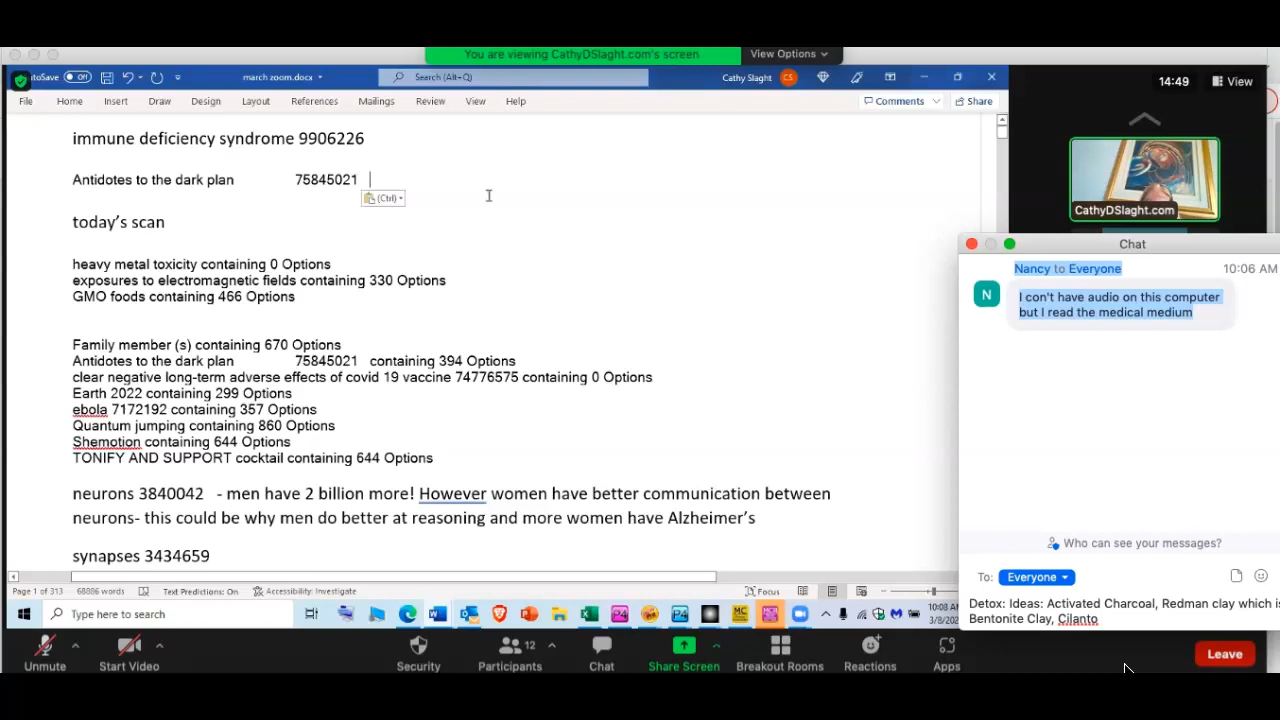 You are viewing CathyDSlaght.com's screen
View Options
utoSave Off
march zoom.docx
Search (Alt+Q)
Cathy Slaght CS
14:49
View
File Home Insert Draw Design Layout References Mailings Review View Help
Comments
Share
immune deficiency syndrome 9906226
Antidotes to the dark plan 75845021
(Ctrl)
today's scan
heavy metal toxicity containing 0 Options
exposures to electromagnetic fields containing 330 Options
GMO foods containing 466 Options
Family member (s) containing 670 Options
Antidotes to the dark plan 75845021 containing 394 Options
clear negative long-term adverse effects of covid 19 vaccine 74776575 containing 0 Options
Earth 2022 containing 299 Options
ebola 7172192 containing 357 Options
Quantum jumping containing 860 Options
Shemotion containing 644 Options
TONIFY AND SUPPORT cocktail containing 644 Options
neurons 3840042 - men have 2 billion more! However women have better communication between
neurons- this could be why men do better at reasoning and more women have Alzheimer's
synapses 3434659
CathyDSlaght.com
Chat
Nancy to Everyone 10:06 AM
N
I con't have audio on this computer
but I read the medical medium
Who can see your messages?
To: Everyone
Detox: Ideas: Activated Charcoal, Redman clay which is
Bentonite Clay, Cilanto
Page 1 of 313 68886 words Text Predictions: On Accessibility: Investigate Focus
Type here to search
10:08
3/8/202
Unmute Start Video Security Participants 12 Chat Share Screen Breakout Rooms Reactions Apps Leave